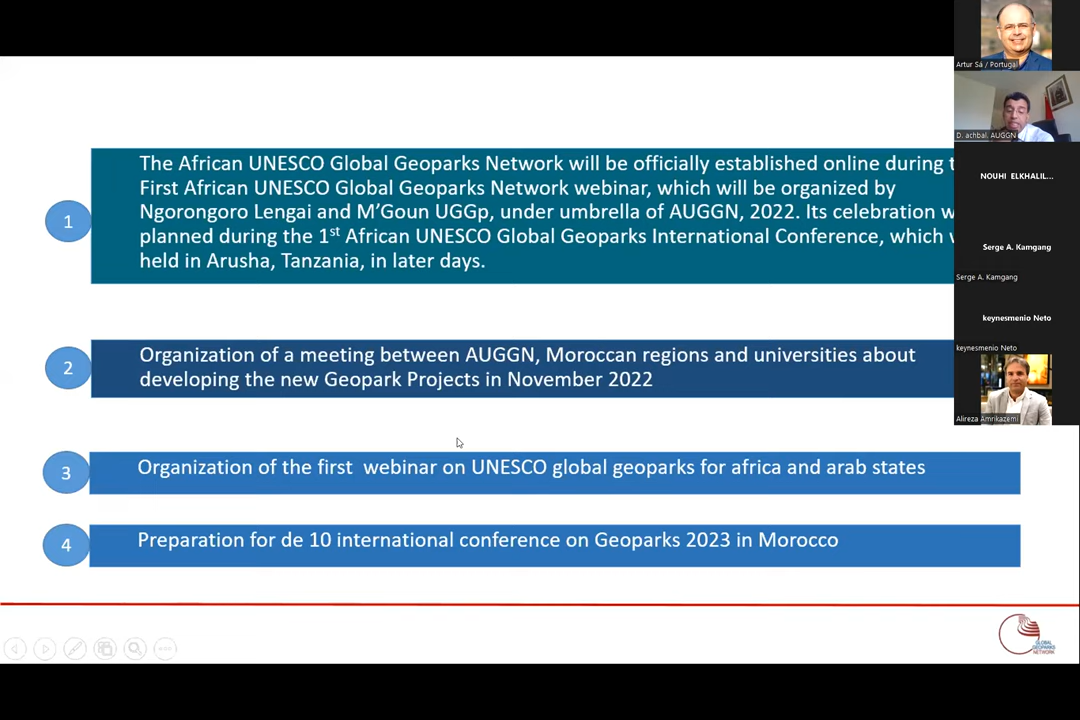 The African UNESCO Global Geoparks Network will be officially established online during
First African UNESCO Global Geoparks Network webinar, which will be organized by
Ngorongoro Lengai and M’Goun UGGp, under umbrella of AUGGN, 2022. Its celebration
planned during the 1st African UNESCO Global Geoparks International Conference, which
held in Arusha, Tanzania, in later days.
1
Organization of a meeting between AUGGN, Moroccan regions and universities about
developing the new Geopark Projects in November 2022
2
Organization of the first webinar on UNESCO global geoparks for africa and arab states
3
Preparation for de 10 international conference on Geoparks 2023 in Morocco
4
GLOBAL
GEOPARKS
NETWORK
Artur Sá / Portugal
D. achbal. AUGGN
NOUHI ELKHALIL...
Serge A. Kamgang
Serge A. Kamgang
keynesmenio Neto
keynesmenio Neto
Alireza Amrikazemi